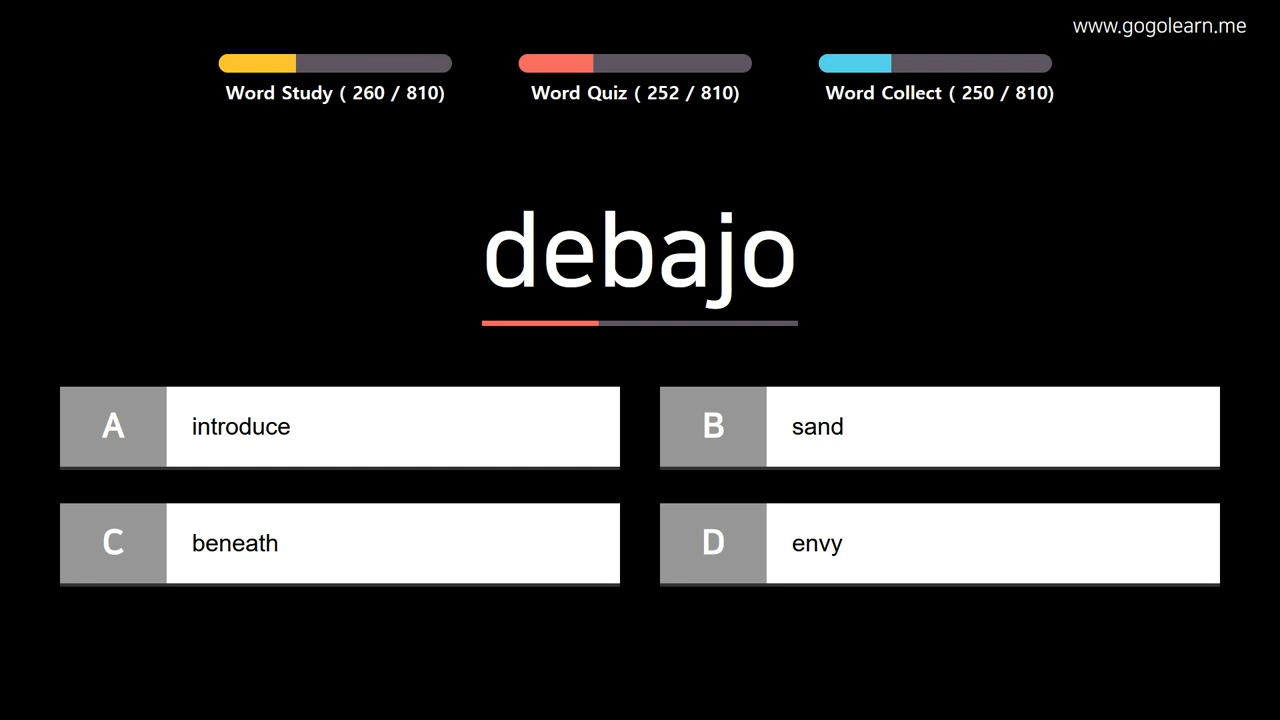 www.gogolearn.me
Word Study ( 260 / 810)
Word Quiz ( 252 / 810)
Word Collect ( 250 / 810)
debajo
A introduce
B sand
C beneath
D envy